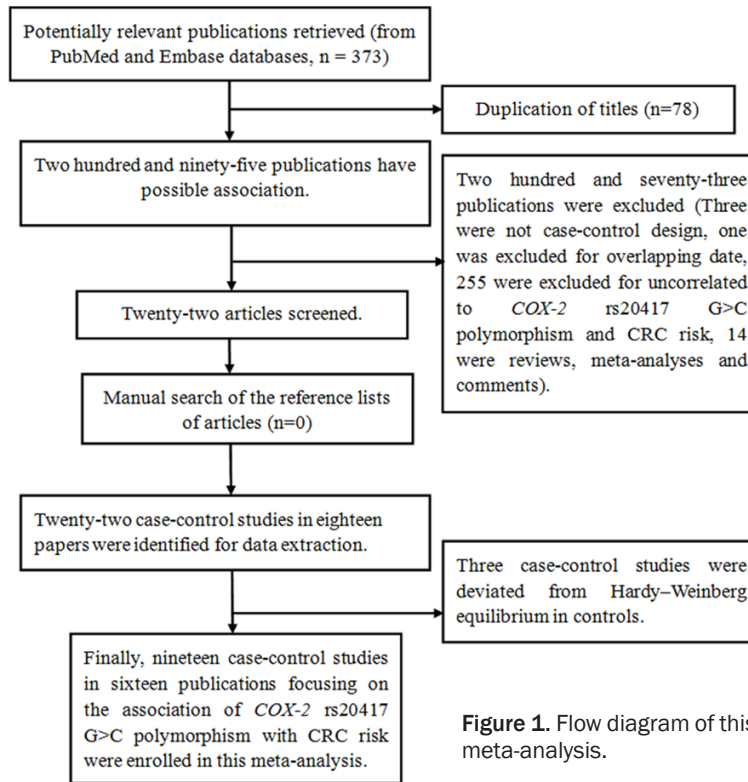 Potentially relevant publications retrieved (from
PubMed and Embase databases, n = 373)
Duplication of titles (n=78)
Two hundred and ninety-five publications have
possible association.
Two hundred and seventy-three
publications were excluded (Three
were not case-control design, one
was excluded for overlapping date,
255 were excluded for uncorrelated
to COX-2 rs20417 G>C
polymorphism and CRC risk, 14
were reviews, meta-analyses and
comments).
Twenty-two articles screened.
Manual search of the reference lists
of articles (n=0)
Twenty-two case-control studies in eighteen
papers were identified for data extraction.
Three case-control studies were
deviated from Hardy–Weinberg
equilibrium in controls.
Finally, nineteen case-control studies
in sixteen publications focusing on
the association of COX-2 rs20417
G>C polymorphism with CRC risk
were enrolled in this meta-analysis.
Figure 1. Flow diagram of this
meta-analysis.